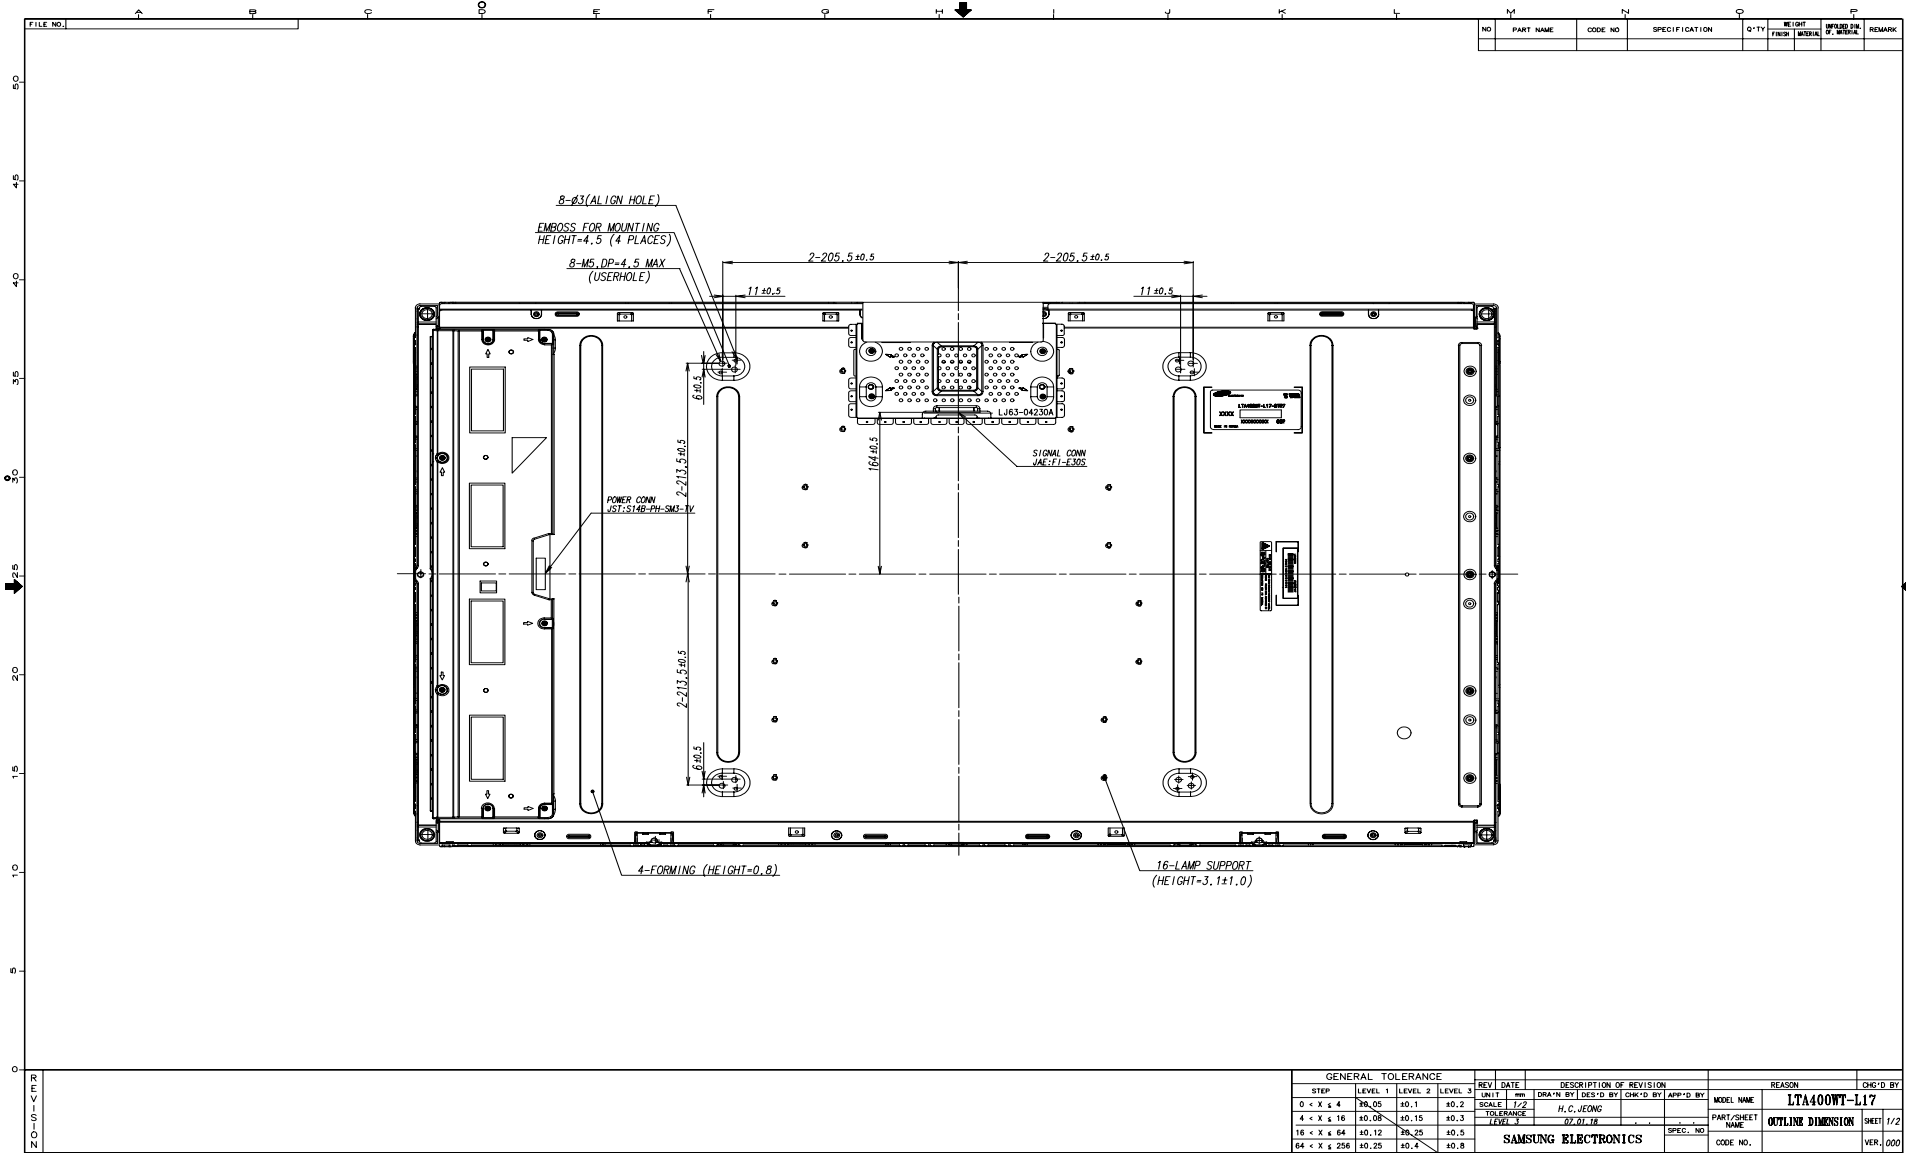 A B C D E F G H I J K L M N O P
FILE NO.
NO PART NAME CODE NO SPECIFICATION Q'TY WEIGHT FINISH MATERIAL UNFOLDED DIM. OF. MATERIAL REMARK
50
45
40
35
30
25
20
15
10
5
0
8-ø3(ALIGN HOLE)
EMBOSS FOR MOUNTING
HEIGHT=4.5 (4 PLACES)
8-M5,DP=4.5 MAX
(USERHOLE)
2-205.5±0.5
2-205.5±0.5
11±0.5
11±0.5
6±0.5
2-213.5±0.5
164±0.5
LJ63-04230A
SIGNAL CONN
JAE:FI-E30S
POWER CONN
JST:S14B-PH-SM3-TV
XXXX
2-213.5±0.5
6±0.5
4-FORMING (HEIGHT=0.8)
16-LAMP SUPPORT
(HEIGHT=3.1±1.0)
REVISION
GENERAL TOLERANCE
STEP LEVEL 1 LEVEL 2 LEVEL 3
0 < X ≤ 4 ±0.05 ±0.1 ±0.2
4 < X ≤ 16 ±0.08 ±0.15 ±0.3
16 < X ≤ 64 ±0.12 ±0.25 ±0.5
64 < X ≤ 256 ±0.25 ±0.4 ±0.8
REV DATE DESCRIPTION OF REVISION REASON CHG'D BY
UNIT mm DRA'N BY DES'D BY CHK'D BY APP'D BY
SCALE 1/2
H.C.JEONG
TOLERANCE
LEVEL 3
07.01.18
SPEC. NO
SAMSUNG ELECTRONICS
MODEL NAME LTA400WT-L17
PART/SHEET NAME OUTLINE DIMENSION SHEET 1/2
CODE NO. VER. 000